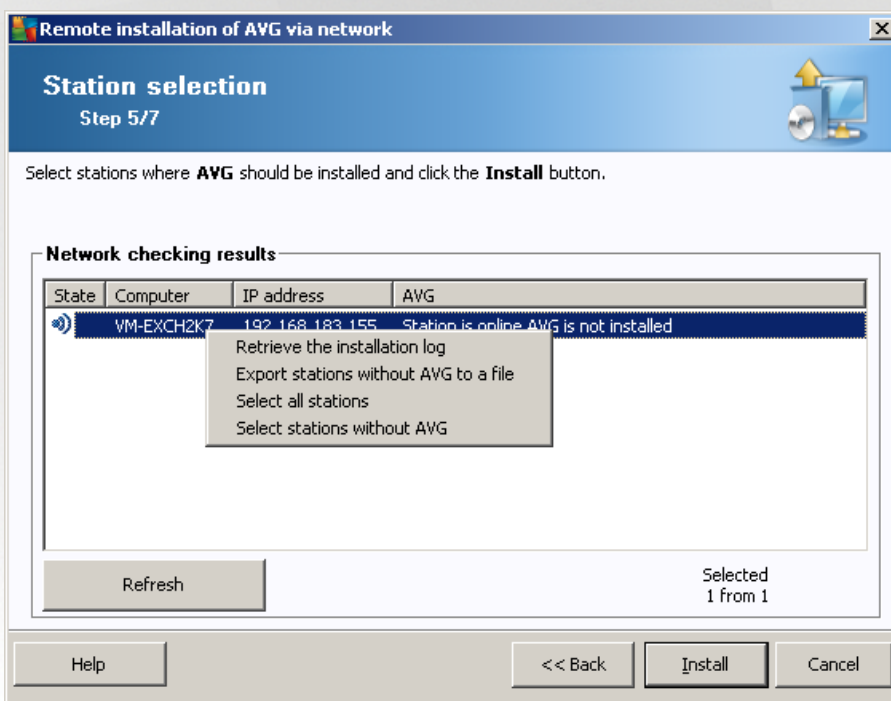 Remote installation of AVG via network
Station selection
Step 5/7
Select stations where AVG should be installed and click the Install button.
Network checking results
State Computer IP address AVG
VM-EXCH2K7 192.168.183.155 Station is online AVG is not installed
Retrieve the installation log
Export stations without AVG to a file
Select all stations
Select stations without AVG
Refresh
Selected
1 from 1
Help << Back Install Cancel